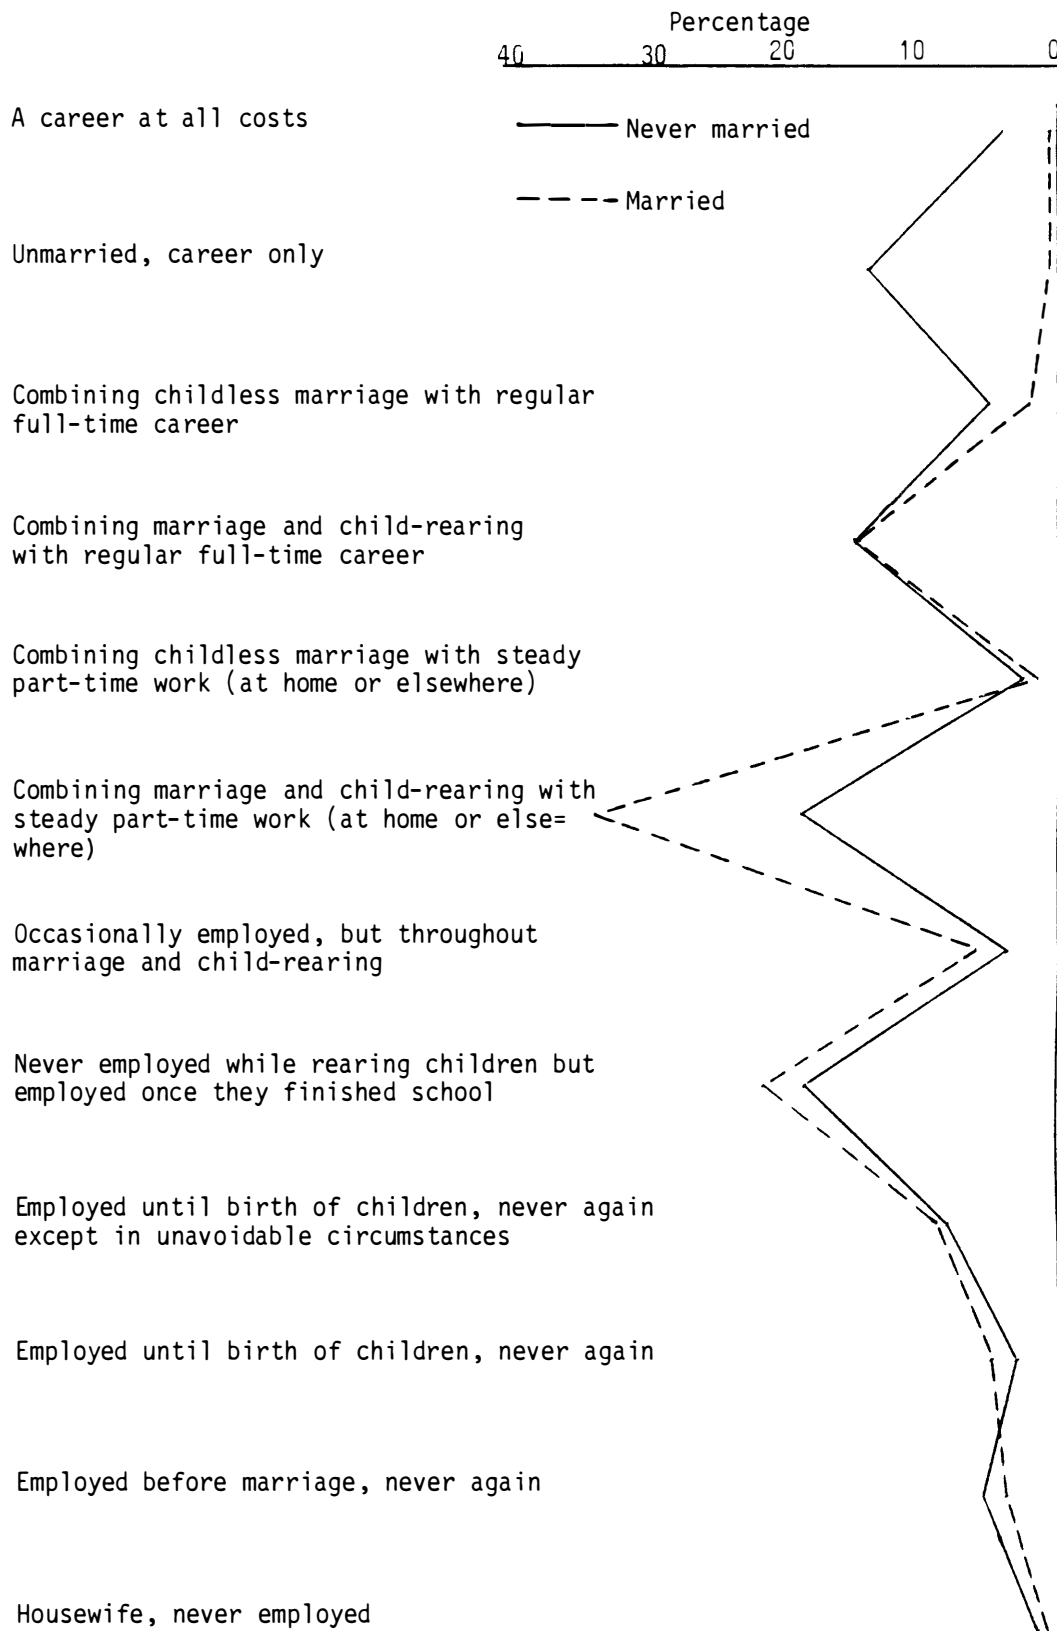 Percentage
40 30 20 10 0
A career at all costs
Never married
Married
Unmarried, career only
Combining childless marriage with regular
full-time career
Combining marriage and child-rearing
with regular full-time career
Combining childless marriage with steady
part-time work (at home or elsewhere)
Combining marriage and child-rearing with
steady part-time work (at home or else=
where)
Occasionally employed, but throughout
marriage and child-rearing
Never employed while rearing children but
employed once they finished school
Employed until birth of children, never again
except in unavoidable circumstances
Employed until birth of children, never again
Employed before marriage, never again
Housewife, never employed